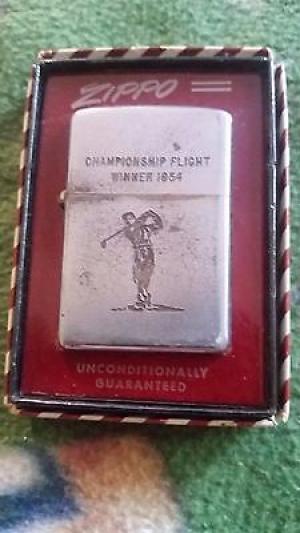 ZIPPO
CHAMPIONSHIP FLIGHT
WINNER 1954
UNCONDITIONALLY
GUARANTEED